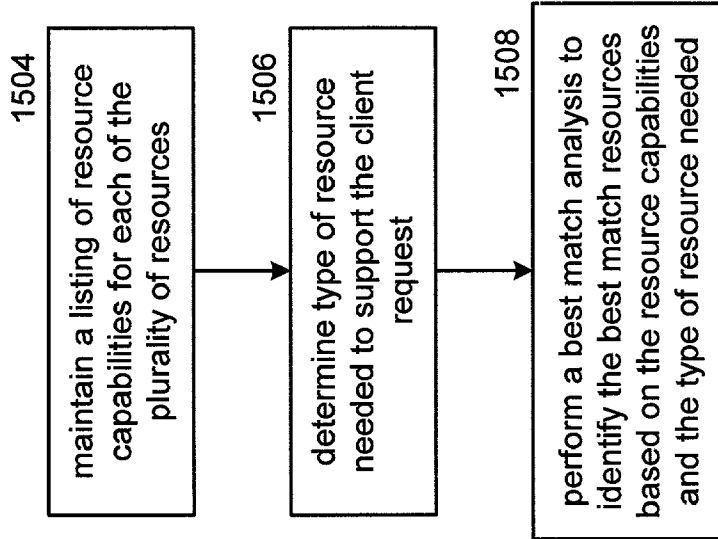 1504
maintain a listing of resource
capabilities for each of the
plurality of resources
1506
determine type of resource
needed to support the client
request
1508
perform a best match analysis to
identify the best match resources
based on the resource capabilities
and the type of resource needed